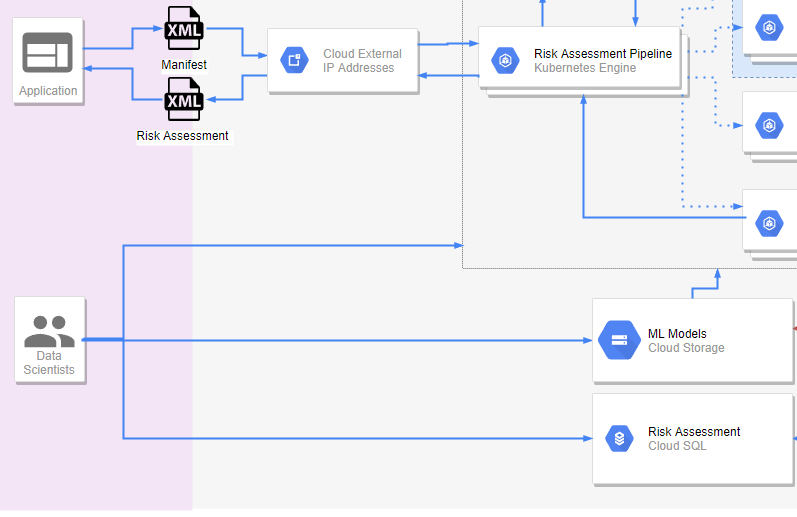 XML
Manifest
Application
Cloud External
IP Addresses
Risk Assessment Pipeline
Kubernetes Engine
XML
Risk Assessment
Data
Scientists
ML Models
Cloud Storage
Risk Assessment
Cloud SQL